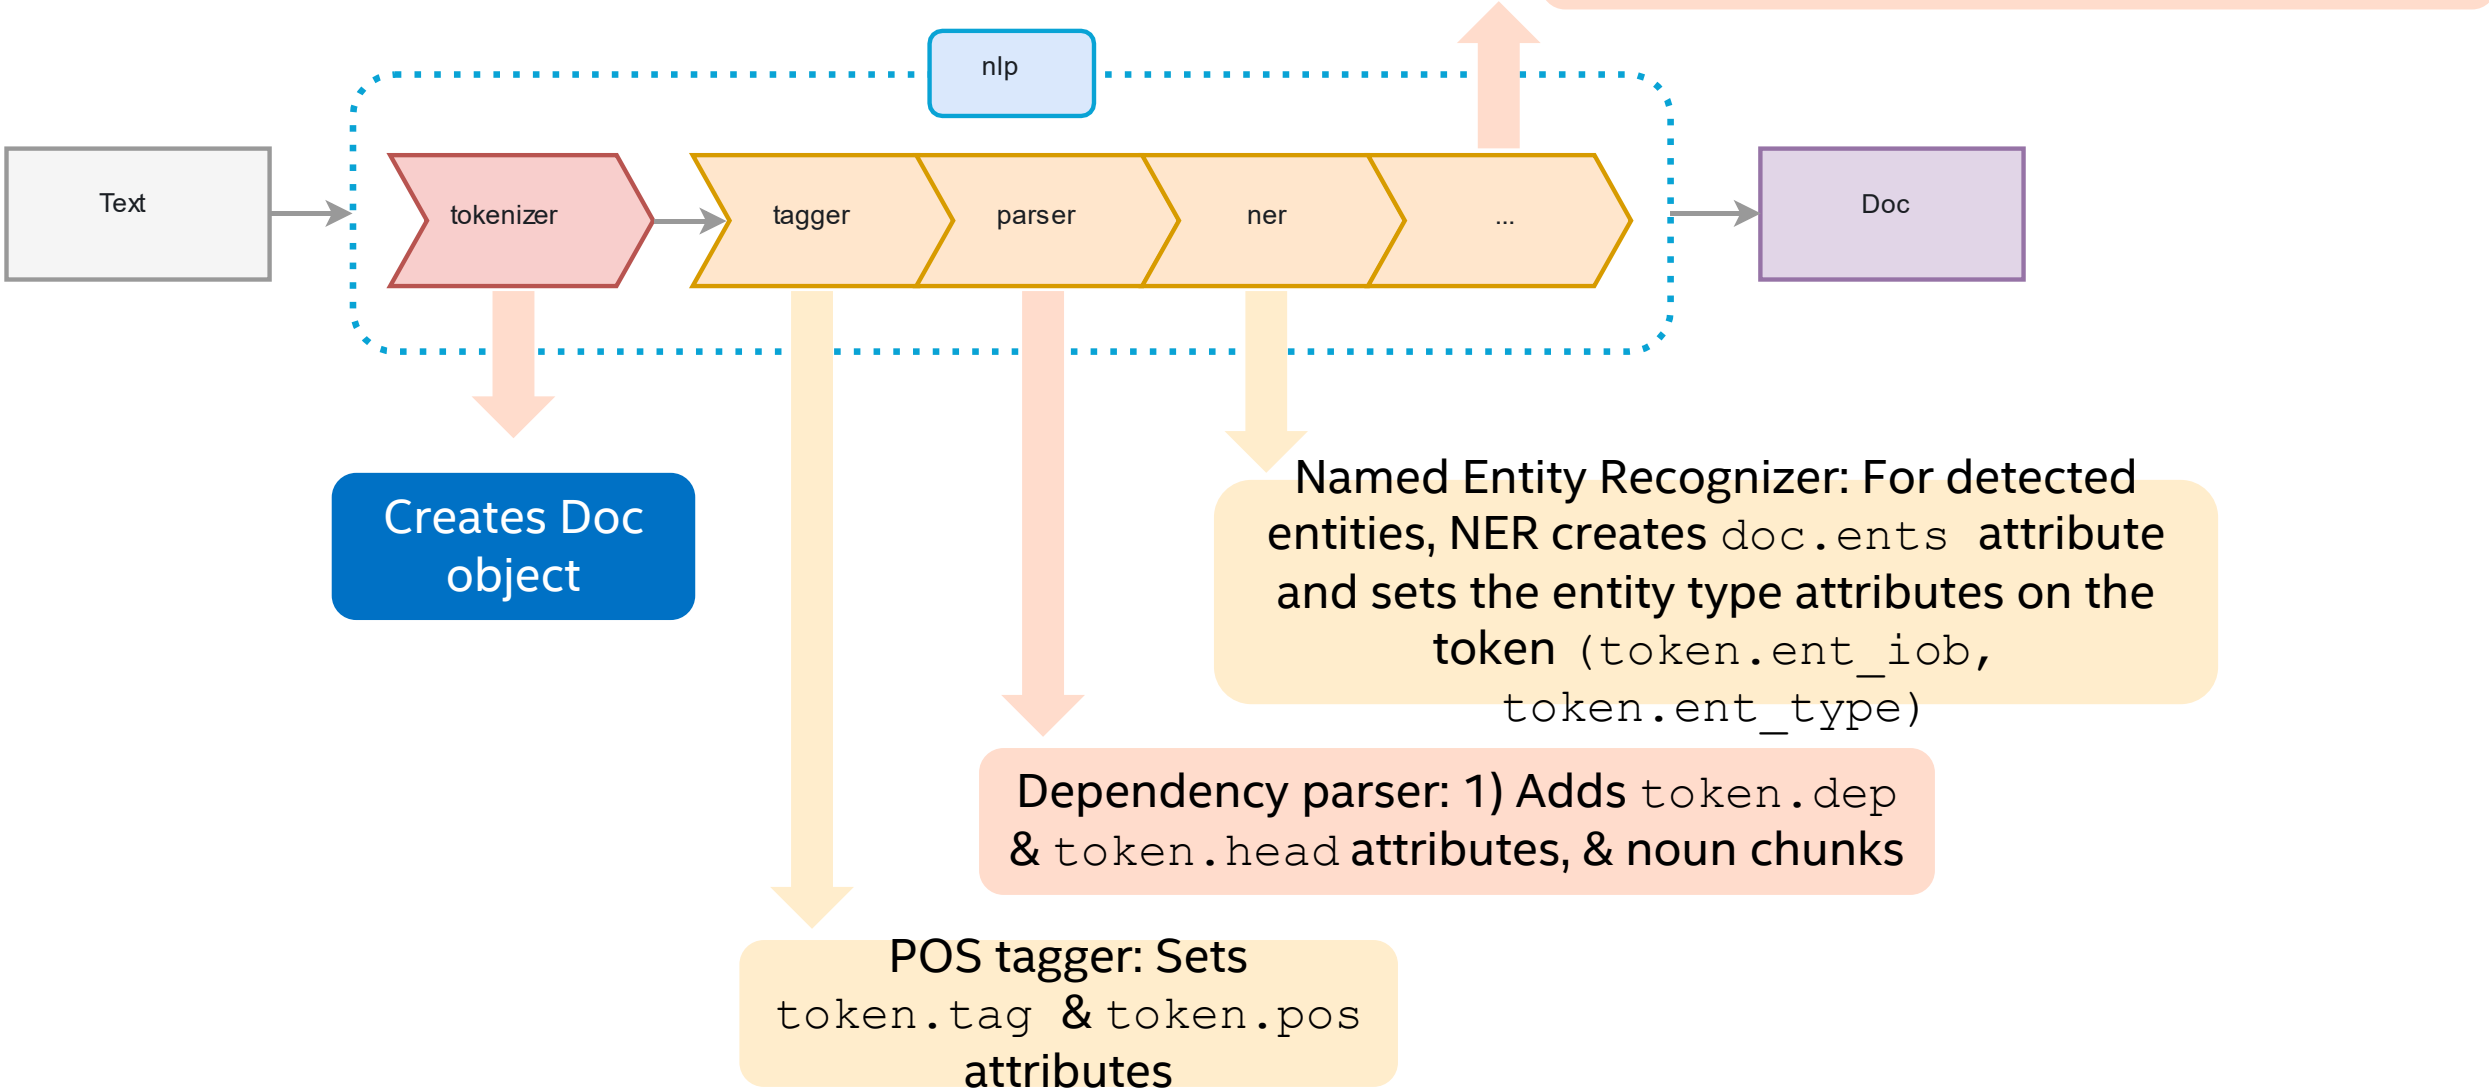 nlp
Text
tokenizer
tagger
parser
ner
...
Doc
Creates Doc
object
Named Entity Recognizer: For detected
entities, NER creates doc.ents attribute
and sets the entity type attributes on the
token (token.ent_iob,
token.ent_type)
Dependency parser: 1) Adds token.dep
& token.head attributes, & noun chunks
POS tagger: Sets
token.tag & token.pos
attributes